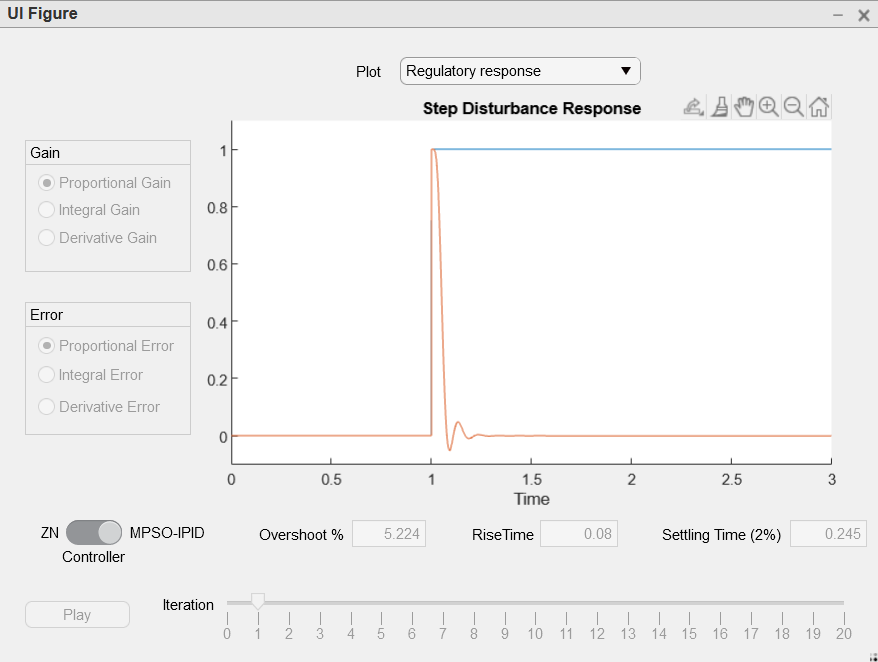 UI Figure
Plot
Regulatory response
Step Disturbance Response
Gain
Proportional Gain
Integral Gain
Derivative Gain
Error
Proportional Error
Integral Error
Derivative Error
1
0.8
0.6
0.4
0.2
0
0 0.5 1 1.5 2 2.5 3
Time
ZN MPSO-IPID
Controller
Overshoot % 5.224
RiseTime 0.08
Settling Time (2%) 0.245
Play
Iteration
0 1 2 3 4 5 6 7 8 9 10 11 12 13 14 15 16 17 18 19 20